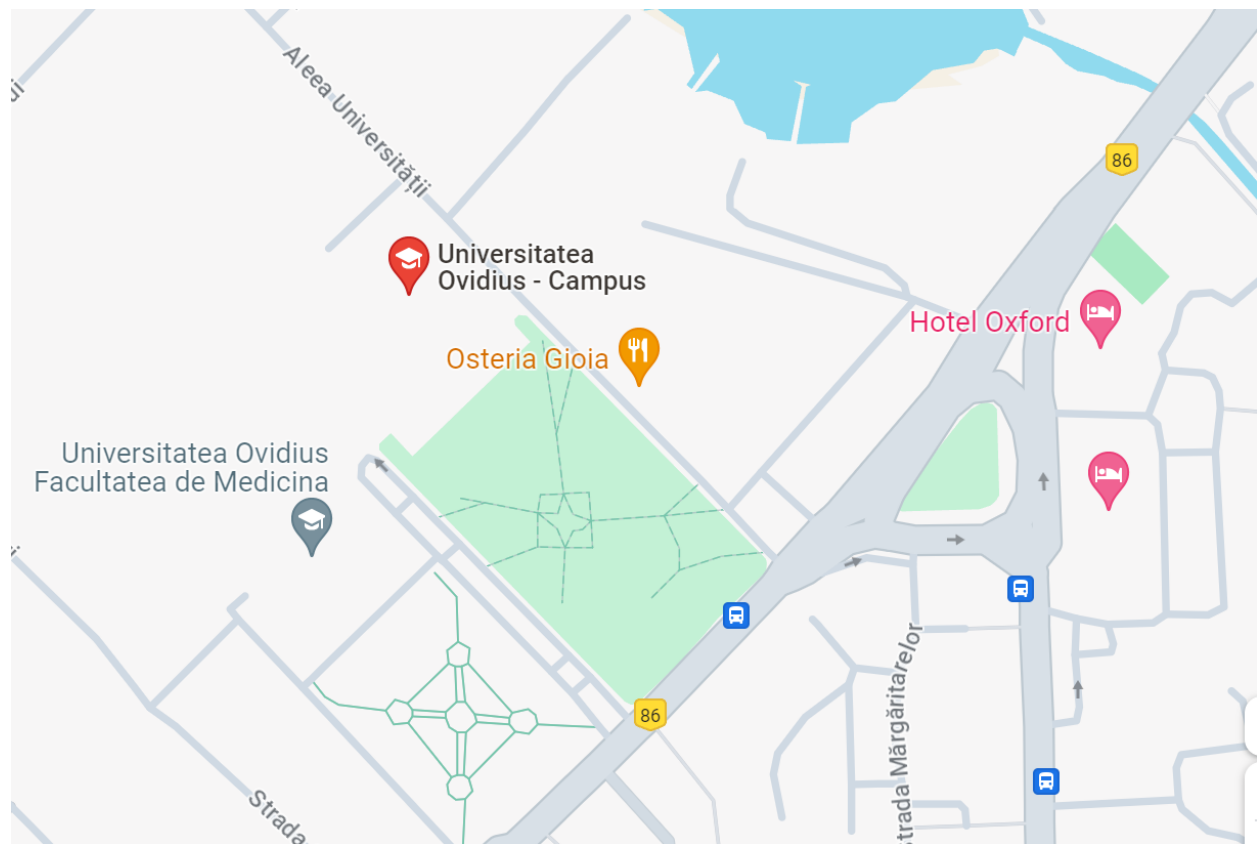 Aleea Universității
86
Universitatea
Ovidius - Campus
Hotel Oxford
Osteria Gioia
Universitatea Ovidius
Facultatea de Medicina
86
Strada Mărgăritarelor
Strada